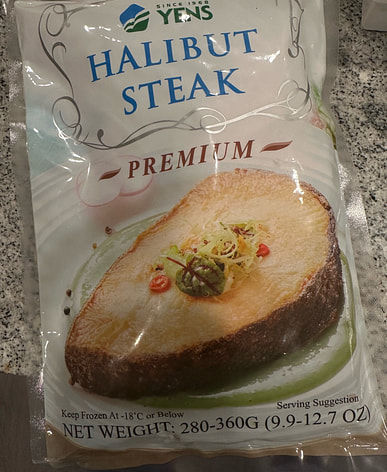 SINCE 1968
YENS
HALIBUT
STEAK
PREMIUM
Serving Suggestion
Keep Frozen At -18°C or Below
NET WEIGHT: 280-360G (9.9-12.7 OZ)